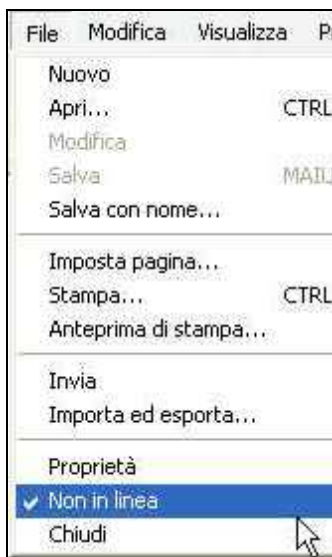 File Modifica Visualizza
Nuovo
Apri... CTRL
Modifica
Salva
Salva con nome...
Imposta pagina...
Stampa... CTRL
Anteprima di stampa...
Invia
Importa ed esporta...
Proprietà
Non in linea
Chiudi